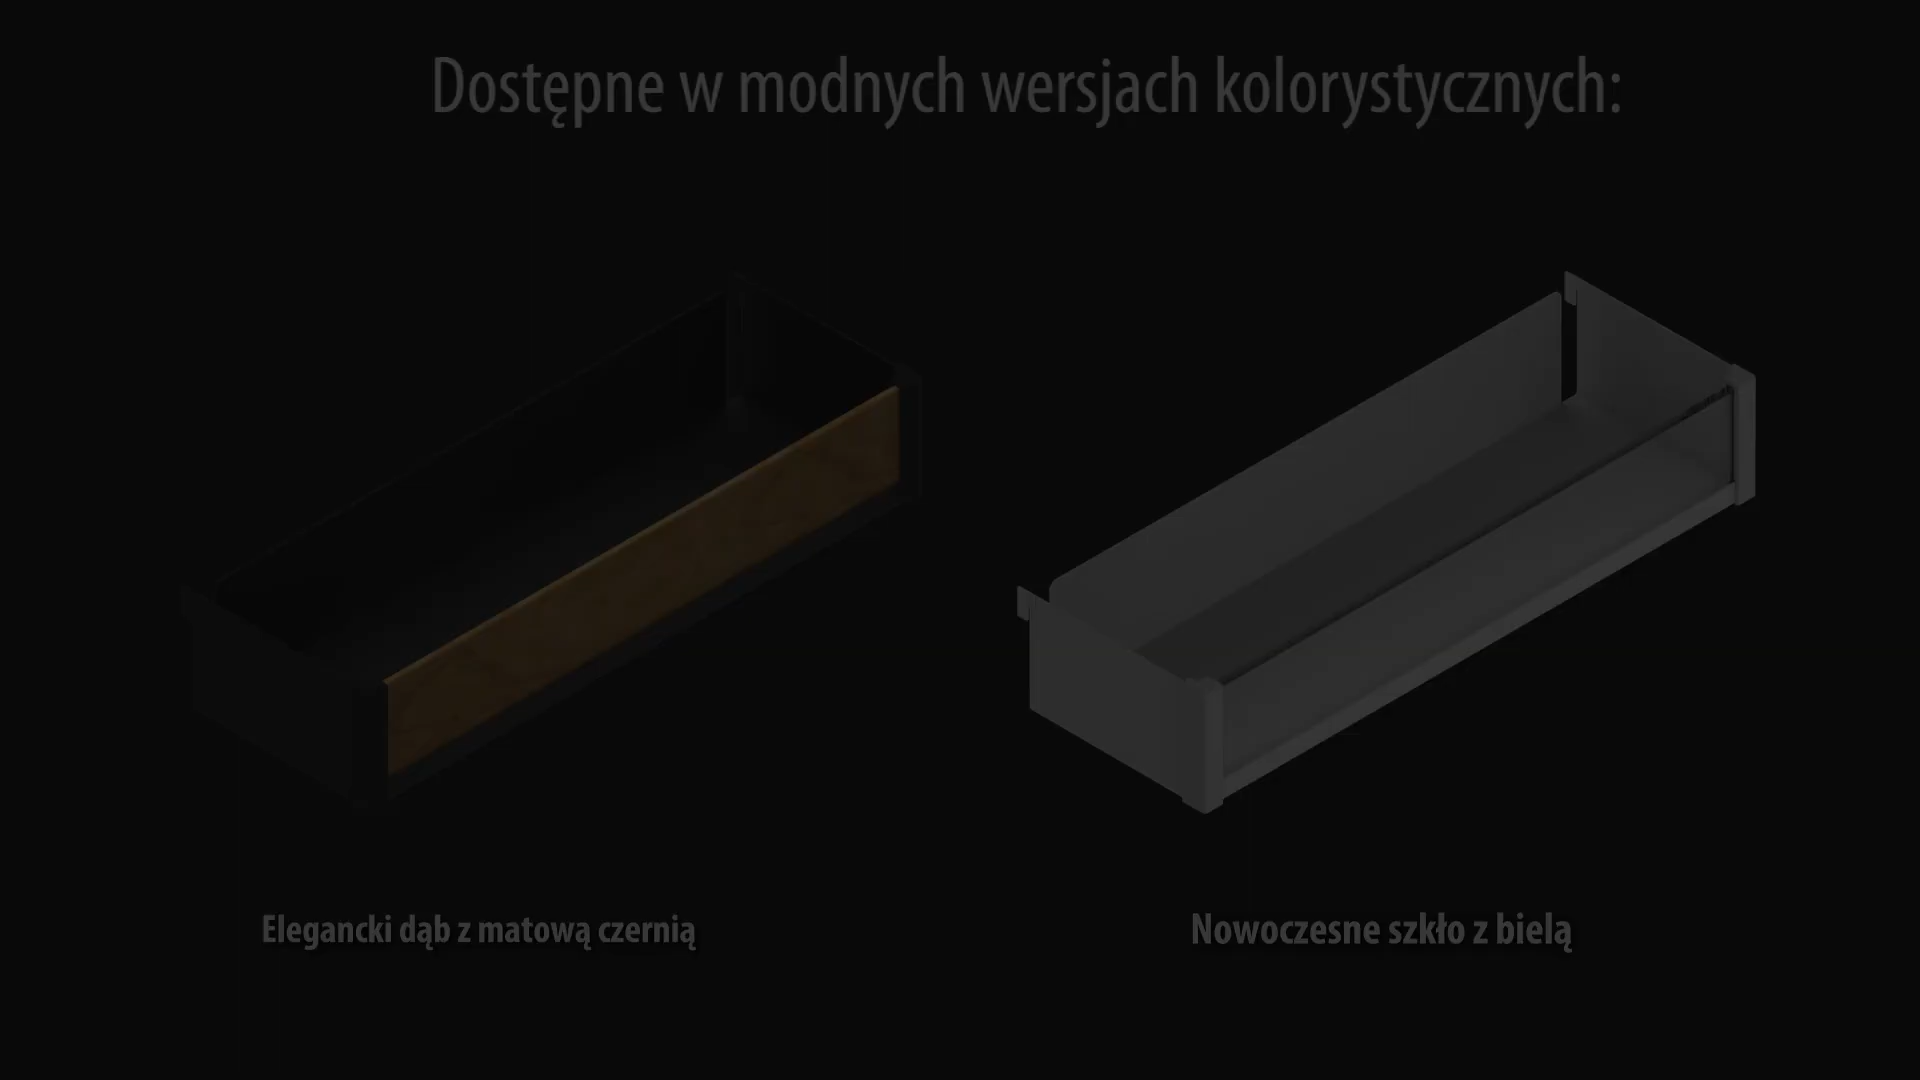 Dostępne w modnych wersjach kolorystycznych:
Elegancki dąb z matową czernią
Nowoczesne szkło z bielą